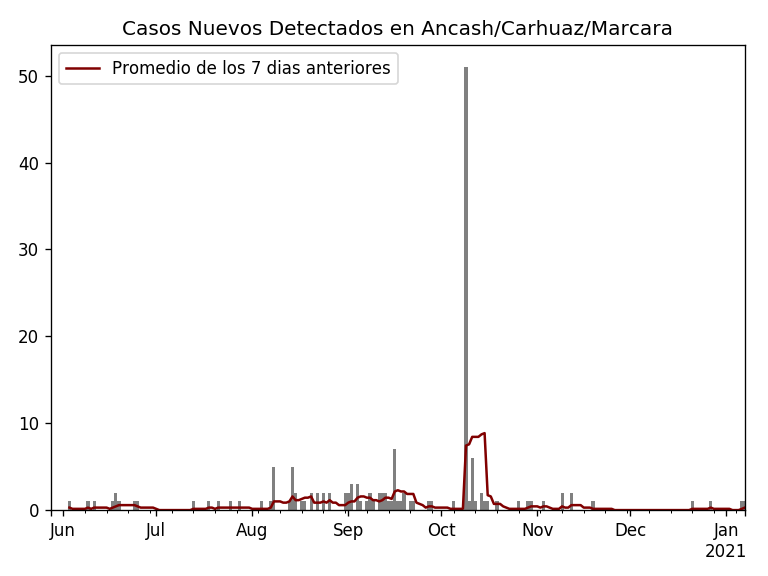 Casos Nuevos Detectados en Ancash/Carhuaz/Marcara
Promedio de los 7 dias anteriores
50
40
30
20
10
0
Jun Jul Aug Sep Oct Nov Dec Jan
2021